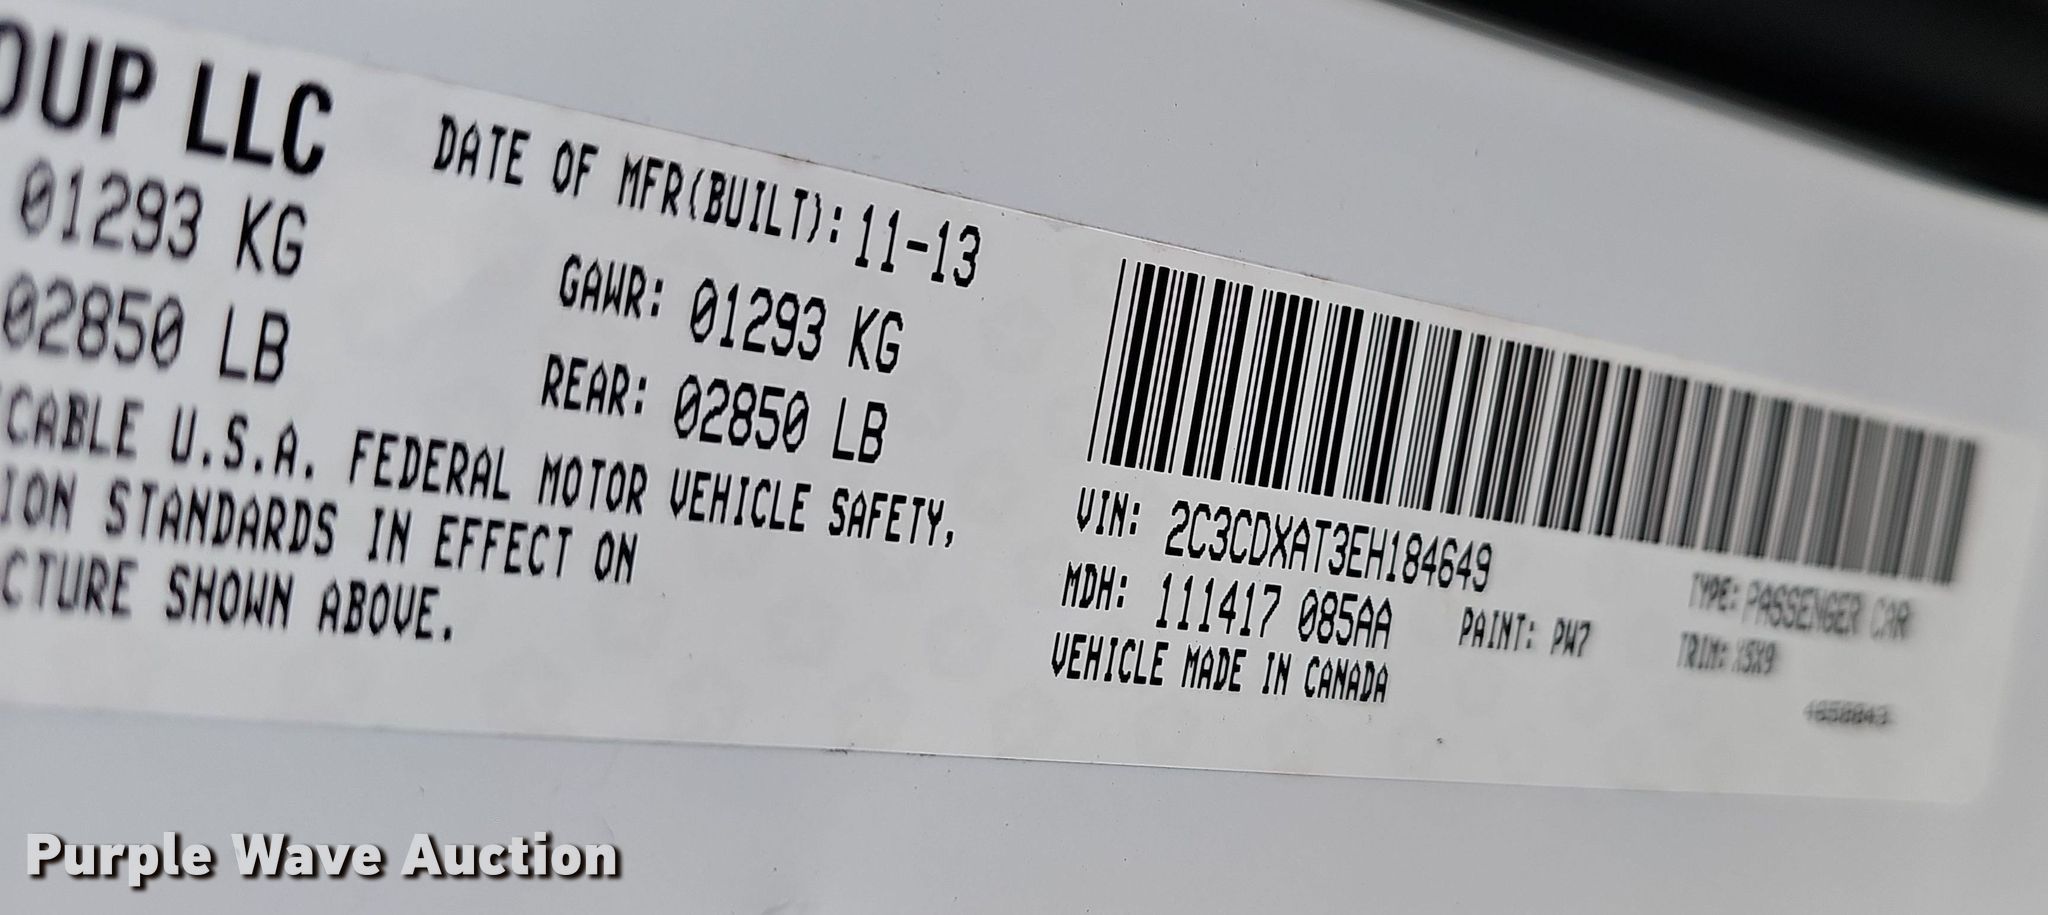 OUP LLC
DATE OF MFR(BUILT): 11-13
01293 KG
GAWR: 01293 KG
02850 LB
REAR: 02850 LB
CABLE U.S.A. FEDERAL MOTOR VEHICLE SAFETY,
ION STANDARDS IN EFFECT ON
CTURE SHOWN ABOVE.
VIN: 2C3CDXAT3EH184649
TYPE: PASSENGER CAR
MDH: 111417 085AA
PAINT: PW7
TRIM: X5X9
VEHICLE MADE IN CANADA
Purple Wave Auction